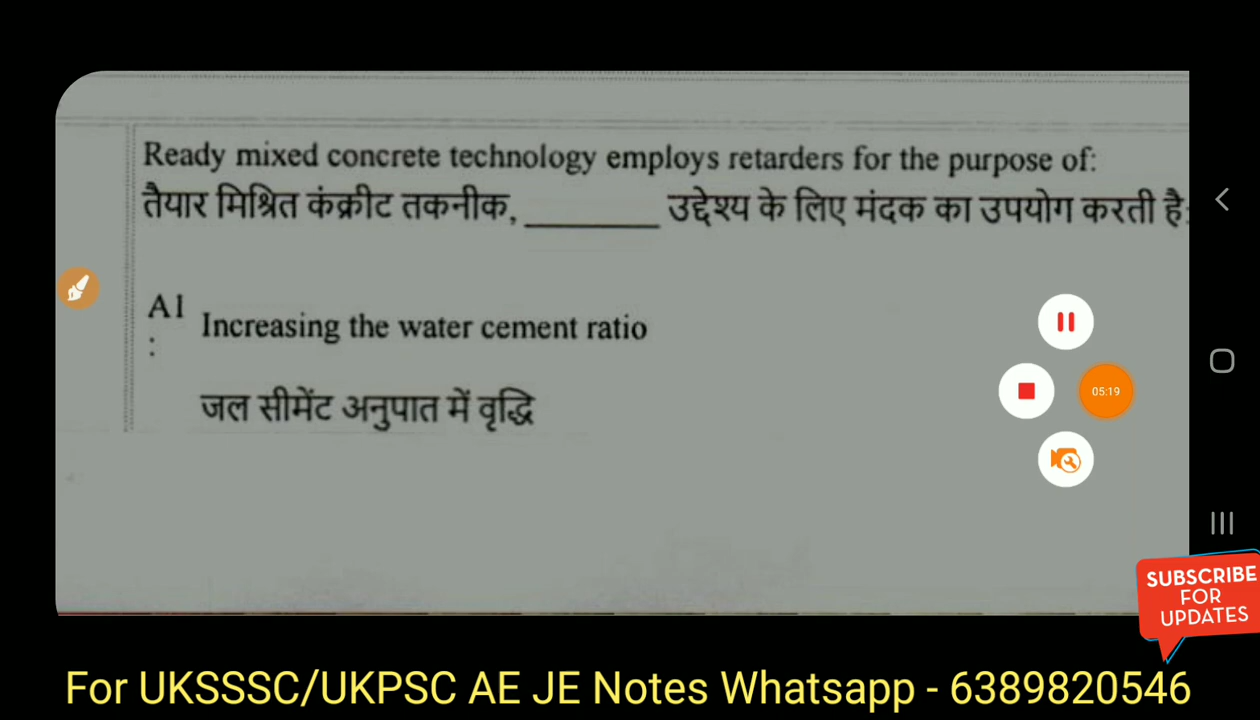 Ready mixed concrete technology employs retarders for the purpose of:
तैयार मिश्रित कंक्रीट तकनीक, ________ उद्देश्य के लिए मंदक का उपयोग करती है:
A1
:
Increasing the water cement ratio
जल सीमेंट अनुपात में वृद्धि
05:19
SUBSCRIBE
FOR
UPDATES
For UKSSSC/UKPSC AE JE Notes Whatsapp - 6389820546